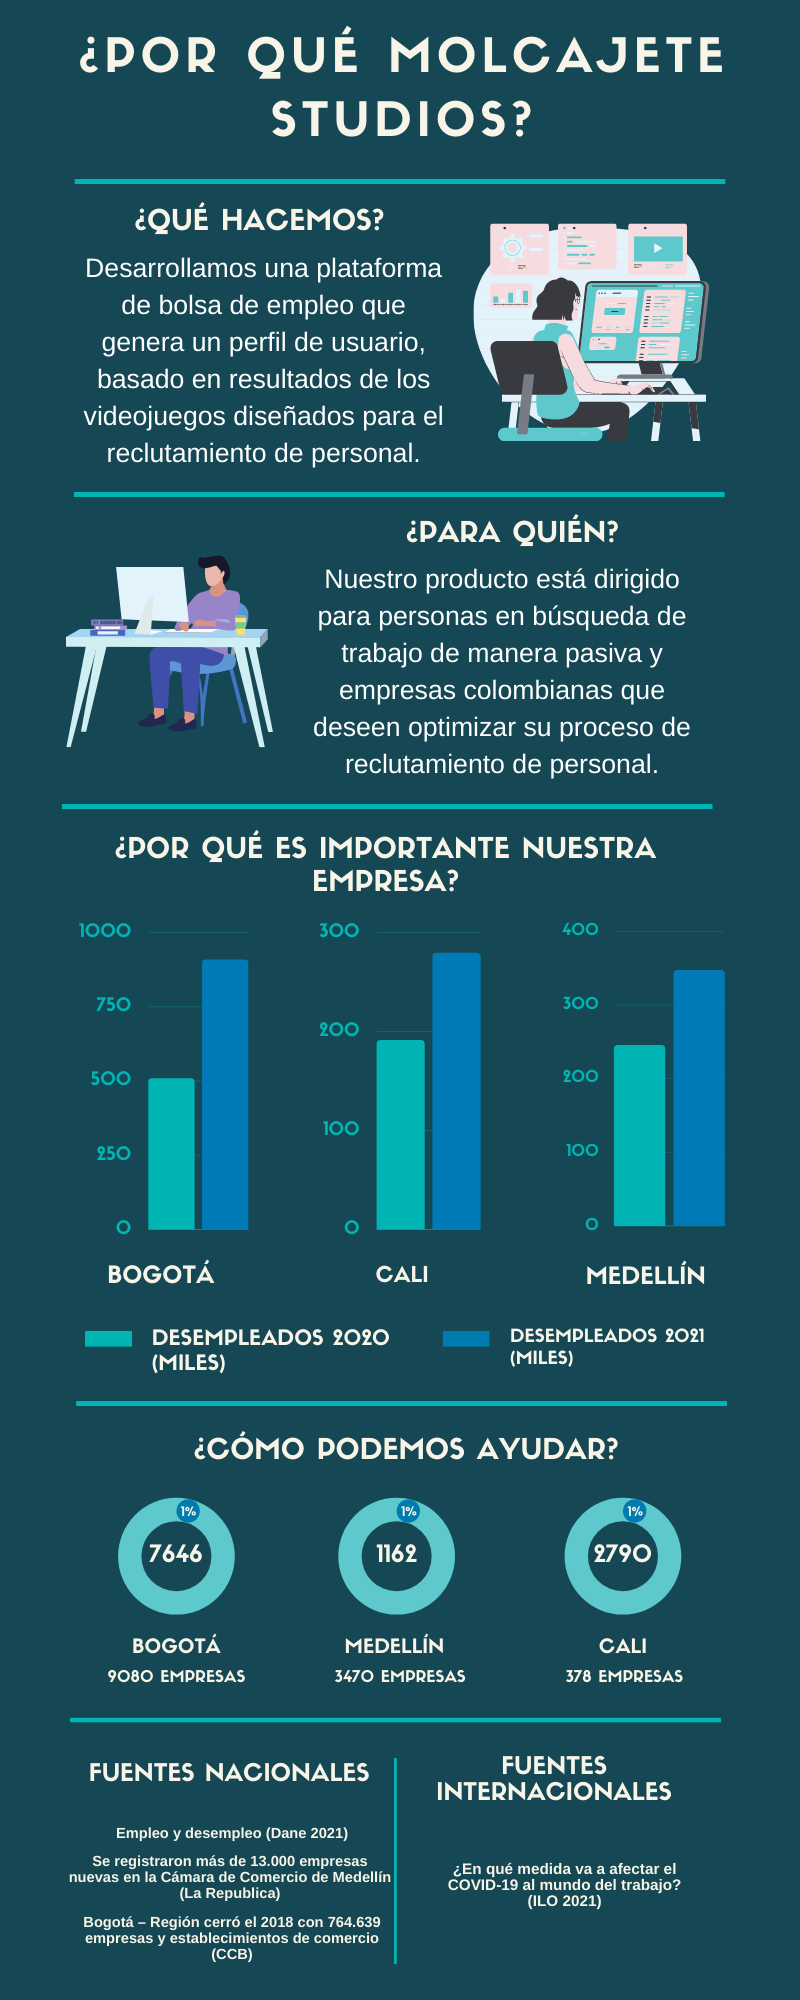 ¿POR QUÉ MOLCAJETE
STUDIOS?
¿QUÉ HACEMOS?
Desarrollamos una plataforma
de bolsa de empleo que
genera un perfil de usuario,
basado en resultados de los
videojuegos diseñados para el
reclutamiento de personal.
¿PARA QUIÉN?
Nuestro producto está dirigido
para personas en búsqueda de
trabajo de manera pasiva y
empresas colombianas que
deseen optimizar su proceso de
reclutamiento de personal.
¿POR QUÉ ES IMPORTANTE NUESTRA
EMPRESA?
1000
750
500
250
0
BOGOTÁ
300
200
100
0
CALI
400
300
200
100
0
MEDELLÍN
DESEMPLEADOS 2020
(MILES)
DESEMPLEADOS 2021
(MILES)
¿CÓMO PODEMOS AYUDAR?
1%
7646
BOGOTÁ
9080 EMPRESAS
1%
1162
MEDELLÍN
3470 EMPRESAS
1%
2790
CALI
378 EMPRESAS
FUENTES NACIONALES
Empleo y desempleo (Dane 2021)
Se registraron más de 13.000 empresas
nuevas en la Cámara de Comercio de Medellín
(La Republica)
Bogotá – Región cerró el 2018 con 764.639
empresas y establecimientos de comercio
(CCB)
FUENTES
INTERNACIONALES
¿En qué medida va a afectar el
COVID-19 al mundo del trabajo?
(ILO 2021)